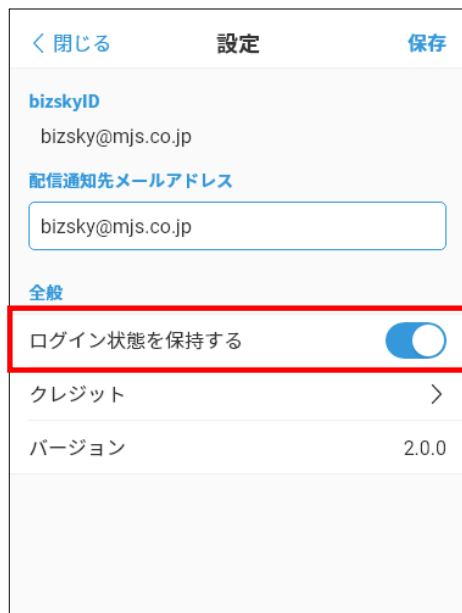 閉じる 設定 保存
bizskyID
bizsky@mjs.co.jp
配信通知先メールアドレス
bizsky@mjs.co.jp
全般
ログイン状態を保持する
クレジット
バージョン 2.0.0